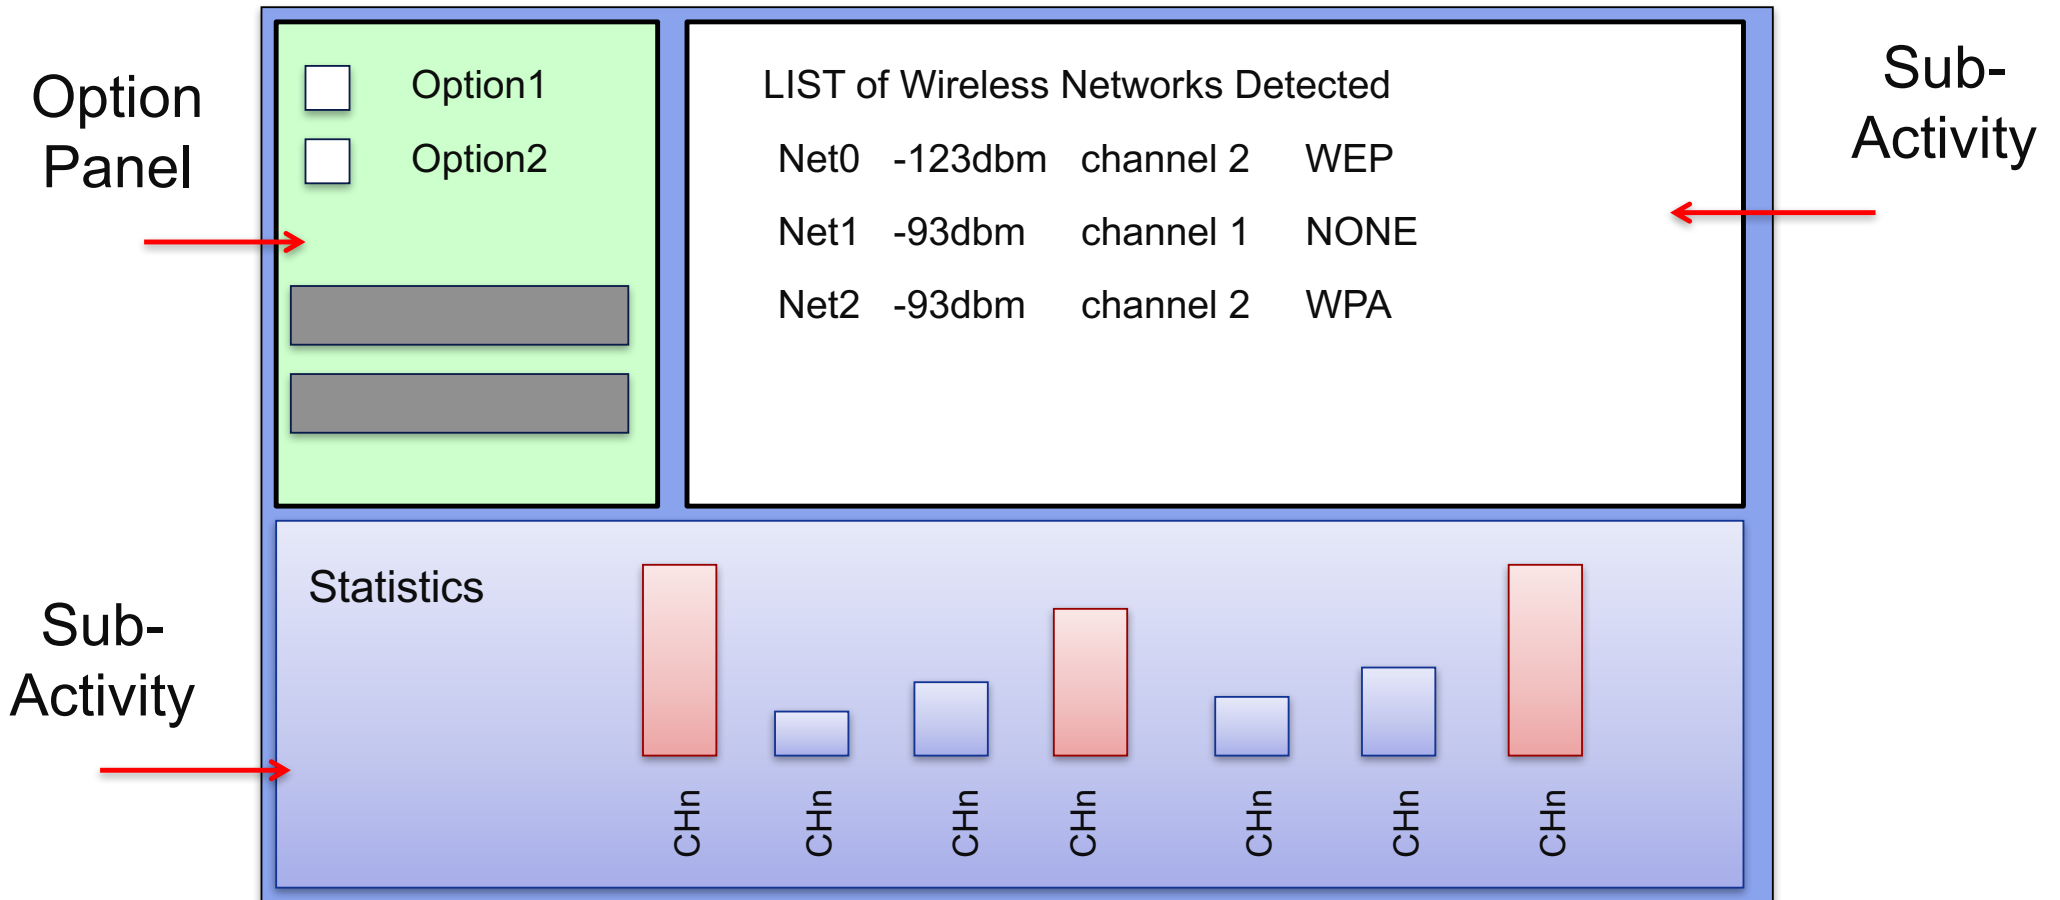 Option
Panel
Option1
Option2
LIST of Wireless Networks Detected
Net0 -123dbm channel 2 WEP
Net1 -93dbm channel 1 NONE
Net2 -93dbm channel 2 WPA
Sub-
Activity
Sub-
Activity
Statistics
CHn
CHn
CHn
CHn
CHn
CHn
CHn